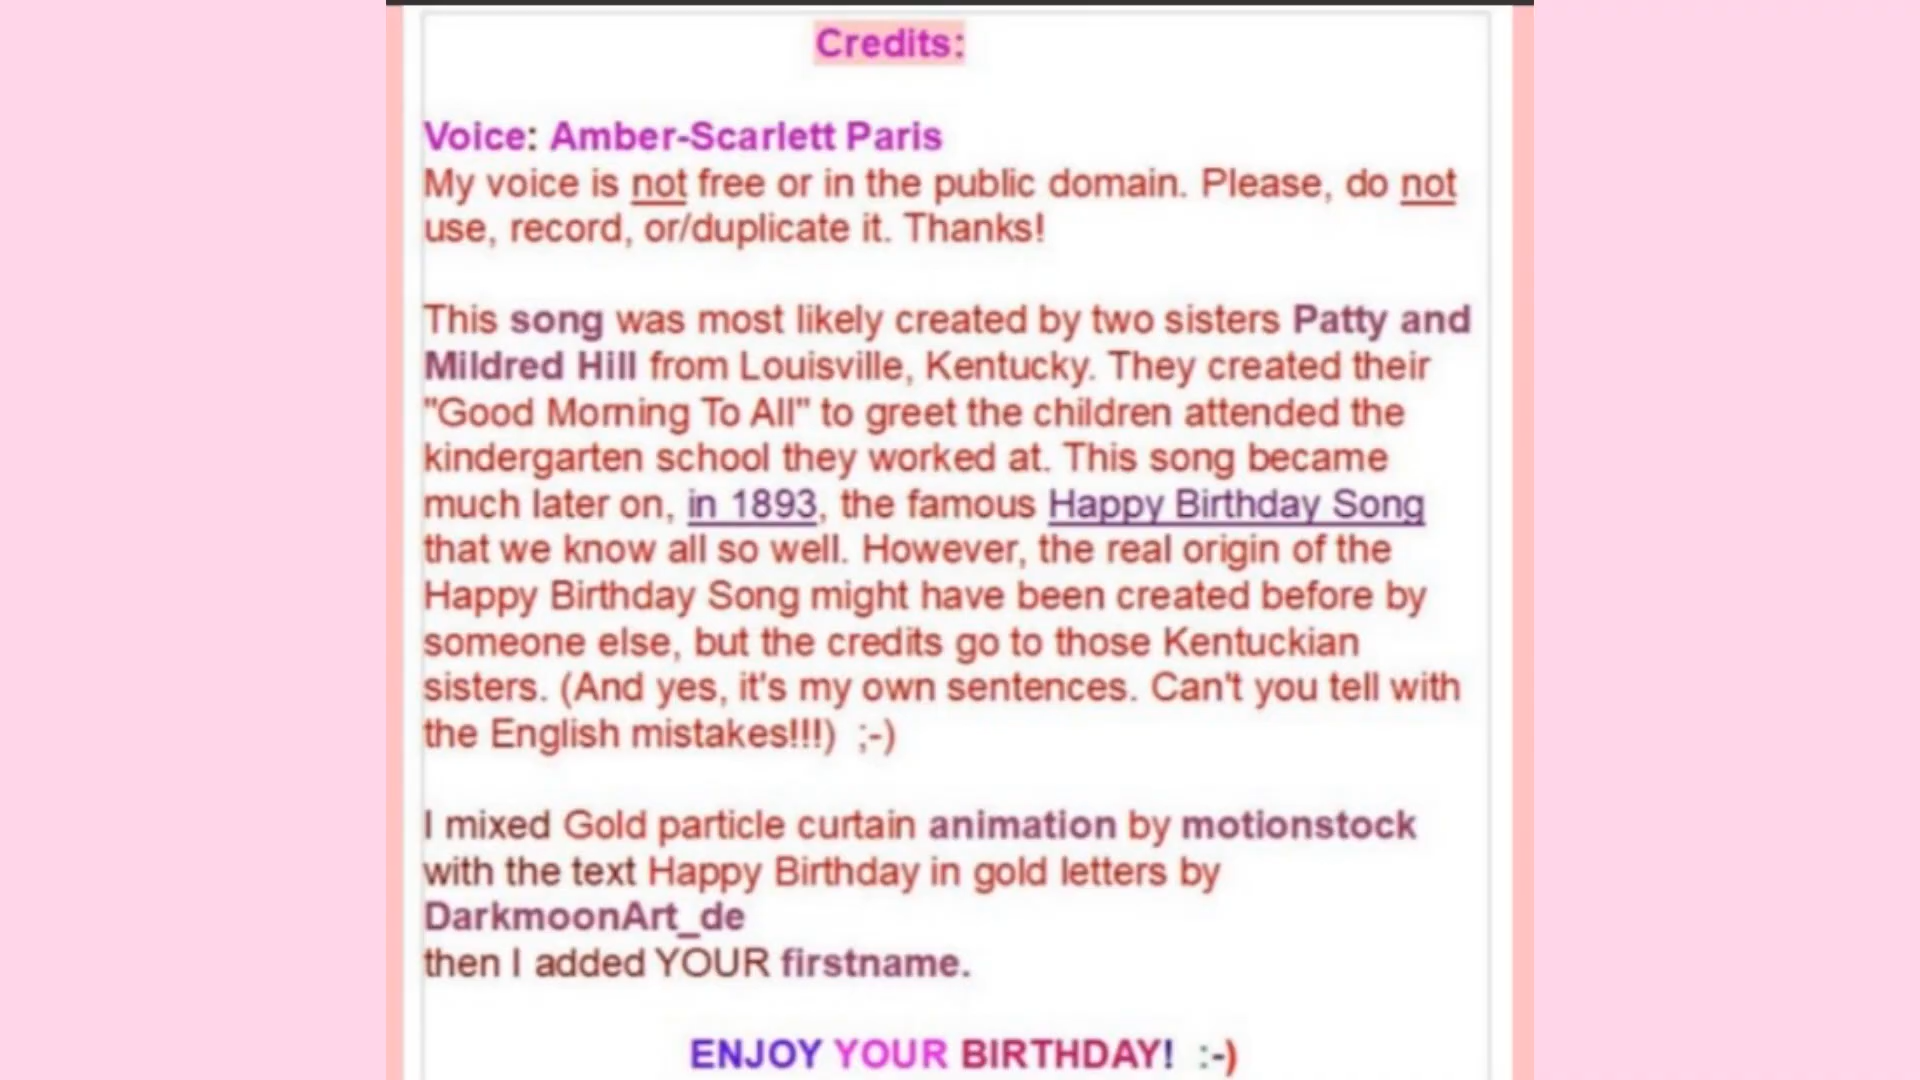 Credits:
Voice: Amber-Scarlett Paris
My voice is not free or in the public domain. Please, do not
use, record, or/duplicate it. Thanks!
This song was most likely created by two sisters Patty and
Mildred Hill from Louisville, Kentucky. They created their
"Good Morning To All" to greet the children attended the
kindergarten school they worked at. This song became
much later on, in 1893, the famous Happy Birthday Song
that we know all so well. However, the real origin of the
Happy Birthday Song might have been created before by
someone else, but the credits go to those Kentuckian
sisters. (And yes, it's my own sentences. Can't you tell with
the English mistakes!!!) ;-)
I mixed Gold particle curtain animation by motionstock
with the text Happy Birthday in gold letters by
DarkmoonArt_de
then I added YOUR firstname.
ENJOY YOUR BIRTHDAY! :-)